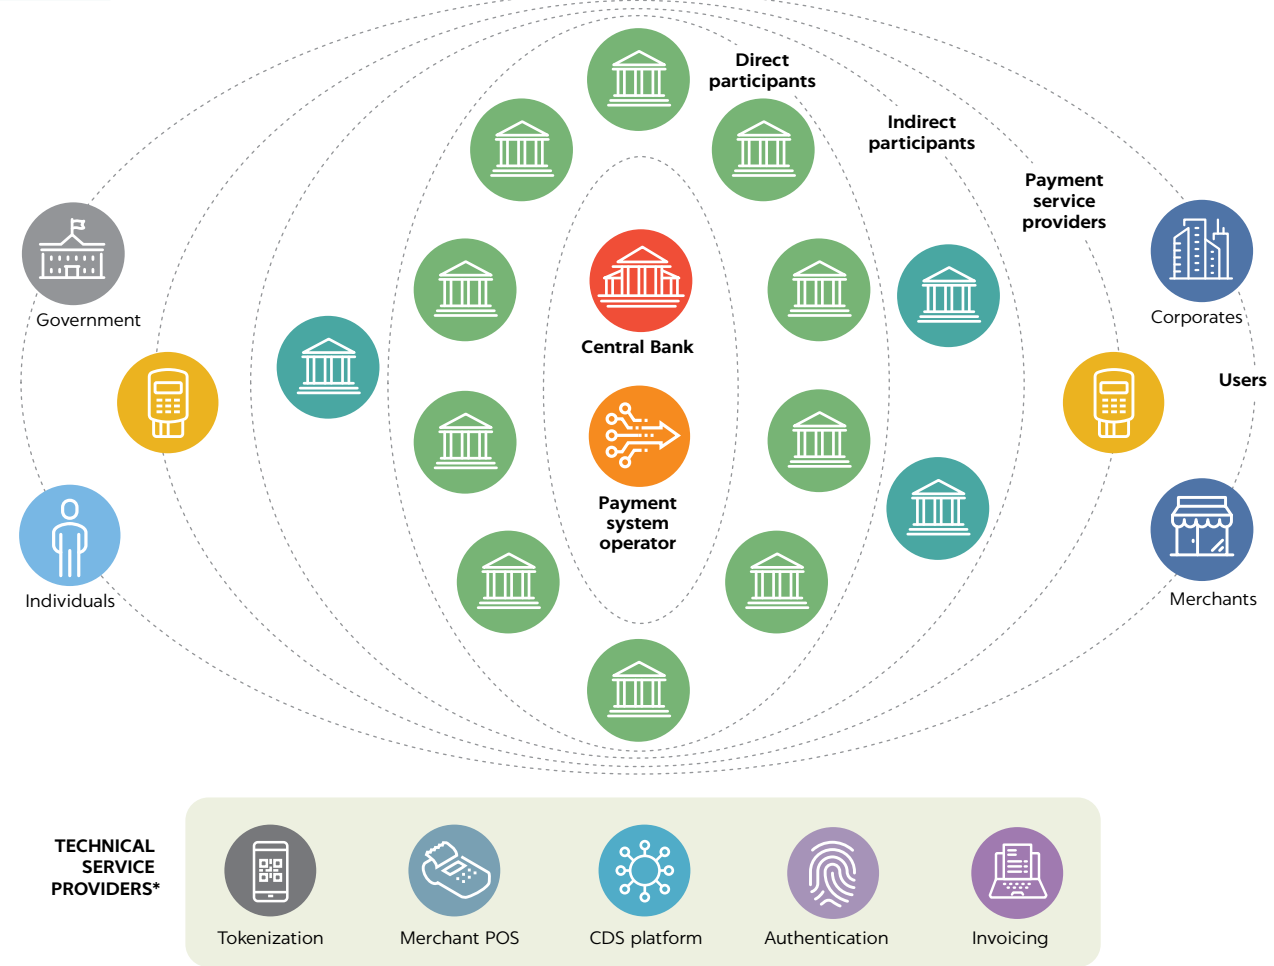 Direct
participants
Indirect
participants
Payment
service
providers
Government
Corporates
Central Bank
Users
Payment
system
operator
Individuals
Merchants
TECHNICAL
SERVICE
PROVIDERS*
Tokenization
Merchant POS
CDS platform
Authentication
Invoicing